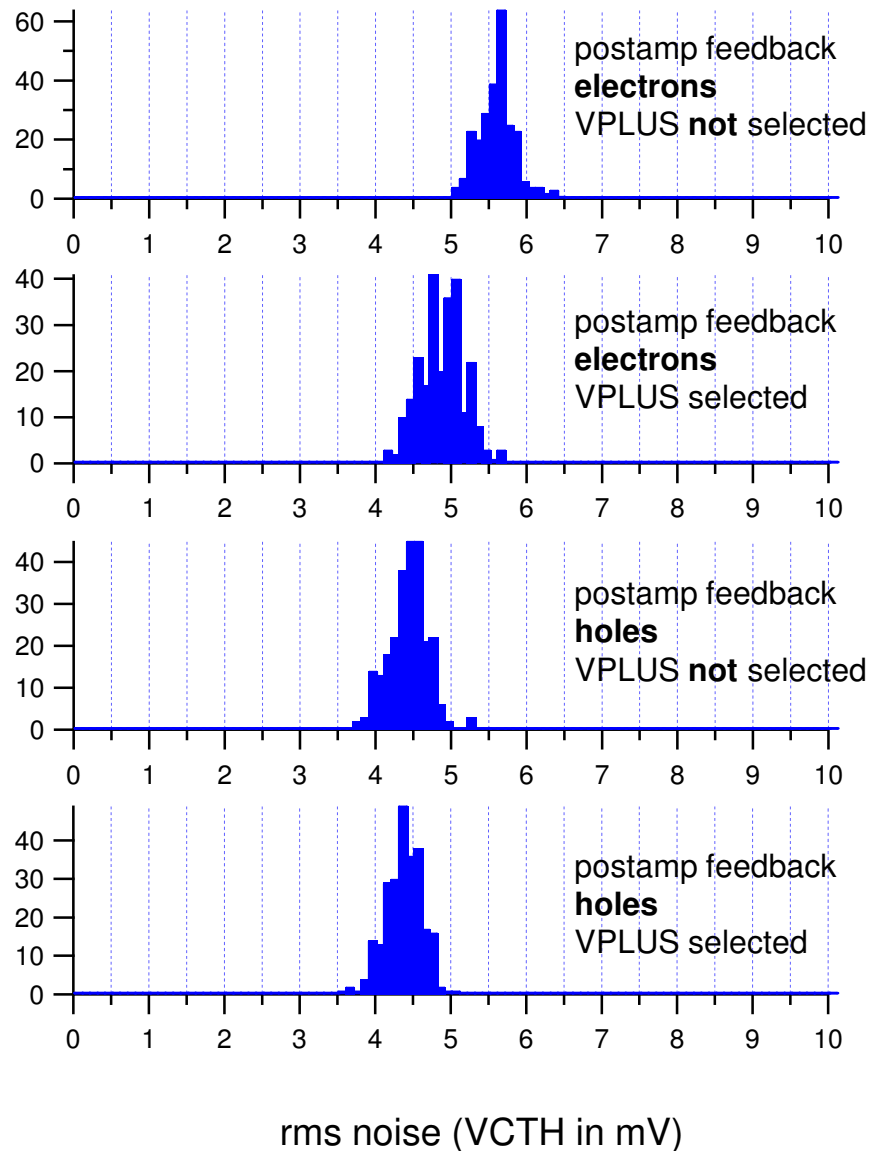 60
40
20
0
0 1 2 3 4 5 6 7 8 9 10
postamp feedback
electrons
VPLUS not selected
40
30
20
10
0
0 1 2 3 4 5 6 7 8 9 10
postamp feedback
electrons
VPLUS selected
40
30
20
10
0
0 1 2 3 4 5 6 7 8 9 10
postamp feedback
holes
VPLUS not selected
40
30
20
10
0
0 1 2 3 4 5 6 7 8 9 10
postamp feedback
holes
VPLUS selected
rms noise (VCTH in mV)